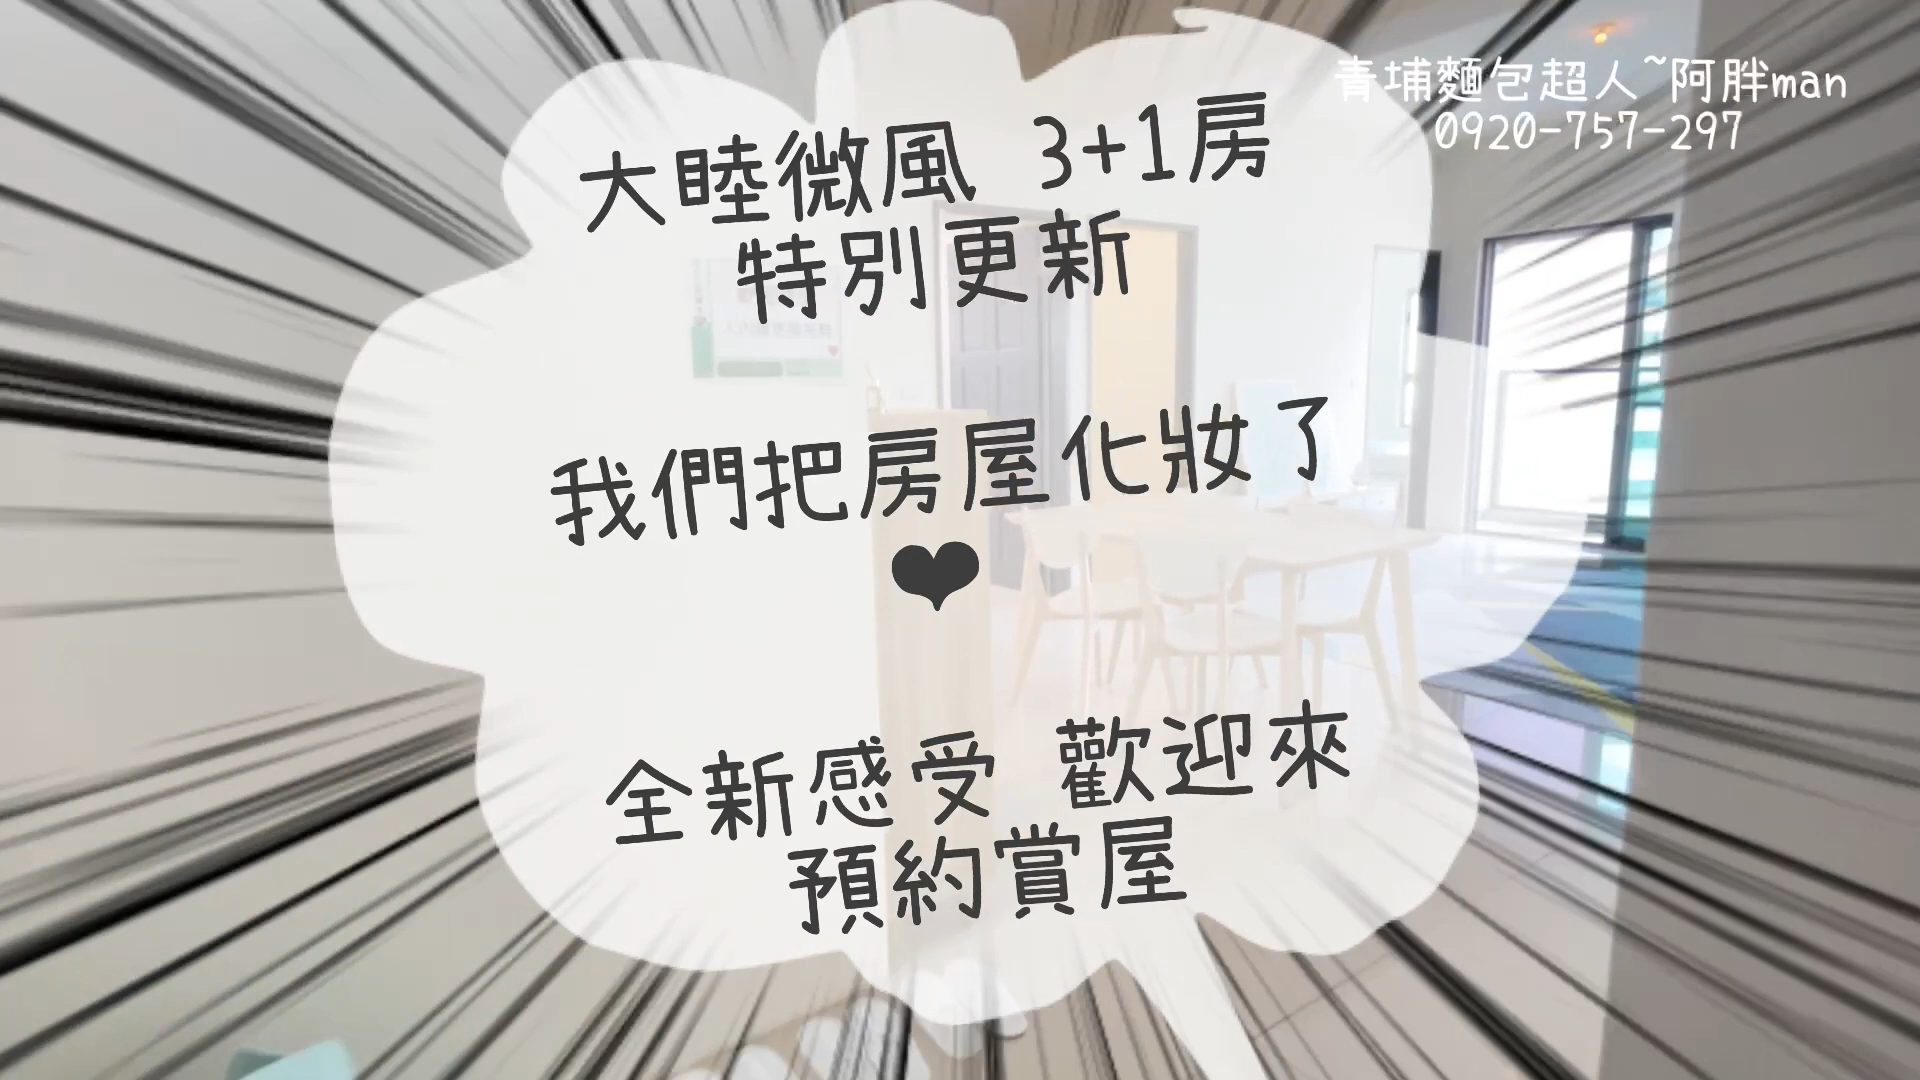 青埔麵包超人~阿胖man
0920-757-297
大睦微風 3+1房
特別更新
我們把房屋化妝了
❤
全新感受 歡迎來
預約賞屋